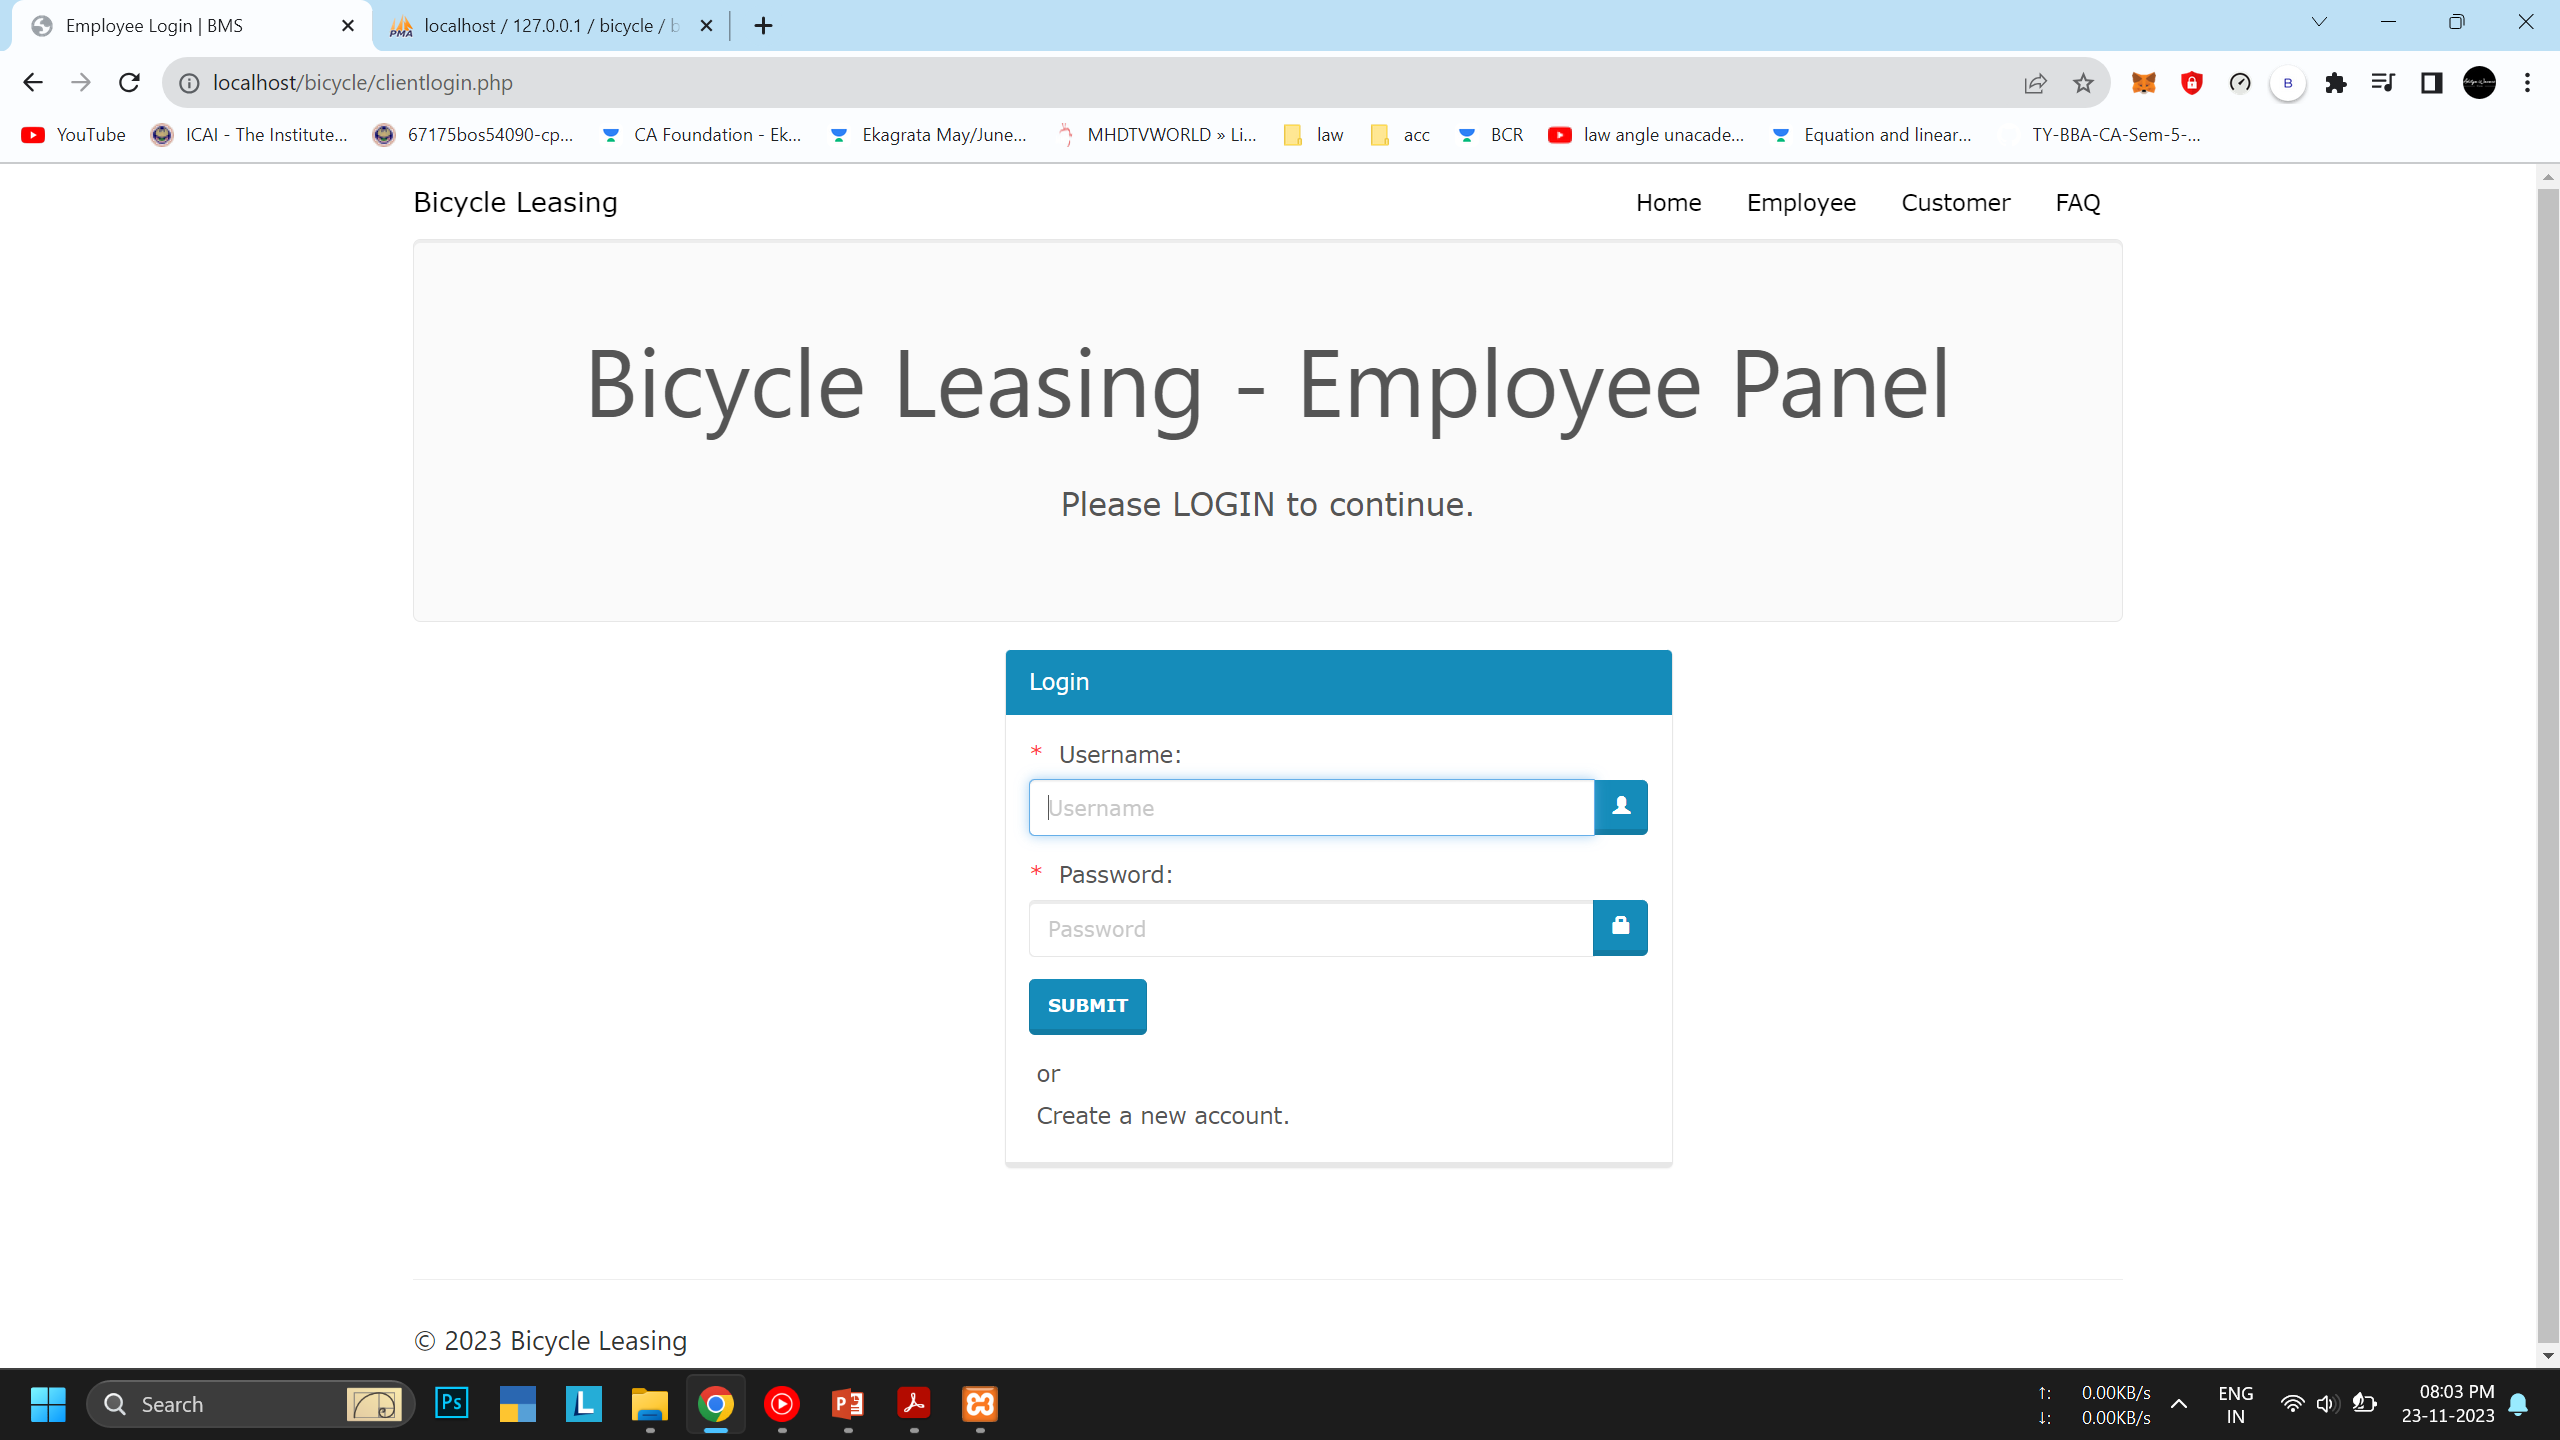 Employee Login | BMS
localhost / 127.0.0.1 / bicycle / b
localhost/bicycle/clientlogin.php
B
YouTube
ICAI - The Institute...
67175bos54090-cp...
CA Foundation - Ek...
Ekagrata May/June...
MHDTVWORLD » Li...
law
acc
BCR
law angle unacade...
Equation and linear...
TY-BBA-CA-Sem-5-...
Bicycle Leasing
Home
Employee
Customer
FAQ
Bicycle Leasing - Employee Panel
Please LOGIN to continue.
Login
* Username:
Username
* Password:
Password
SUBMIT
or
Create a new account.
© 2023 Bicycle Leasing
Search
Ps
L
↑: 0.00KB/s
↓: 0.00KB/s
ENG
IN
08:03 PM
23-11-2023